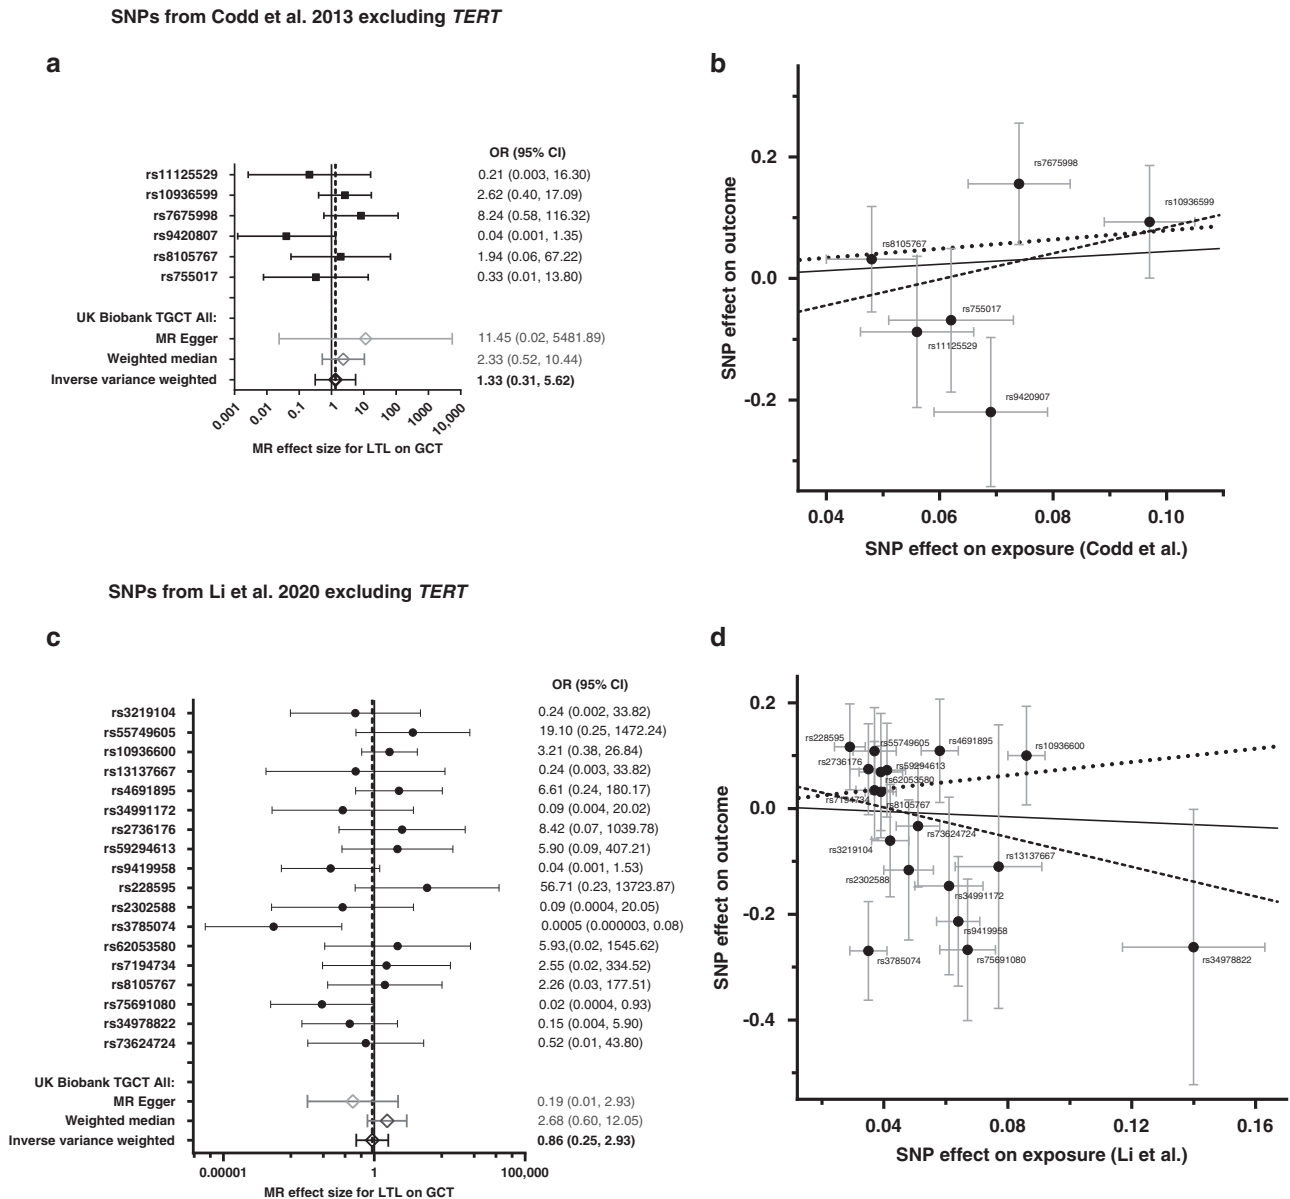 SNPs from Codd et al. 2013 excluding TERT
a
OR (95% CI)
rs11125529 0.21 (0.003, 16.30)
rs10936599 2.62 (0.40, 17.09)
rs7675998 8.24 (0.58, 116.32)
rs9420807 0.04 (0.001, 1.35)
rs8105767 1.94 (0.06, 67.22)
rs755017 0.33 (0.01, 13.80)
UK Biobank TGCT All:
MR Egger 11.45 (0.02, 5481.89)
Weighted median 2.33 (0.52, 10.44)
Inverse variance weighted 1.33 (0.31, 5.62)
0.001 0.01 0.1 1 10 100 1000 10,000
MR effect size for LTL on GCT
b
SNP effect on outcome
0.2
0.0
-0.2
rs7675998
rs10936599
rs8105767
rs755017
rs11125529
rs9420907
0.04 0.06 0.08 0.10
SNP effect on exposure (Codd et al.)
SNPs from Li et al. 2020 excluding TERT
c
OR (95% CI)
rs3219104 0.24 (0.002, 33.82)
rs55749605 19.10 (0.25, 1472.24)
rs10936600 3.21 (0.38, 26.84)
rs13137667 0.24 (0.003, 33.82)
rs4691895 6.61 (0.24, 180.17)
rs34991172 0.09 (0.004, 20.02)
rs2736176 8.42 (0.07, 1039.78)
rs59294613 5.90 (0.09, 407.21)
rs9419958 0.04 (0.001, 1.53)
rs228595 56.71 (0.23, 13723.87)
rs2302588 0.09 (0.0004, 20.05)
rs3785074 0.0005 (0.000003, 0.08)
rs62053580 5.93,(0.02, 1545.62)
rs7194734 2.55 (0.02, 334.52)
rs8105767 2.26 (0.03, 177.51)
rs75691080 0.02 (0.0004, 0.93)
rs34978822 0.15 (0.004, 5.90)
rs73624724 0.52 (0.01, 43.80)
UK Biobank TGCT All:
MR Egger 0.19 (0.01, 2.93)
Weighted median 2.68 (0.60, 12.05)
Inverse variance weighted 0.86 (0.25, 2.93)
0.00001 1 100,000
MR effect size for LTL on GCT
d
SNP effect on outcome
0.2
0.0
-0.2
-0.4
rs228595
rs55749605
rs4691895
rs10936600
rs2736176
rs59294613
rs62053580
rs7194734
rs8105767
rs73624724
rs3219104
rs13137667
rs2302588
rs34991172
rs9419958
rs3785074
rs75691080
rs34978822
0.04 0.08 0.12 0.16
SNP effect on exposure (Li et al.)